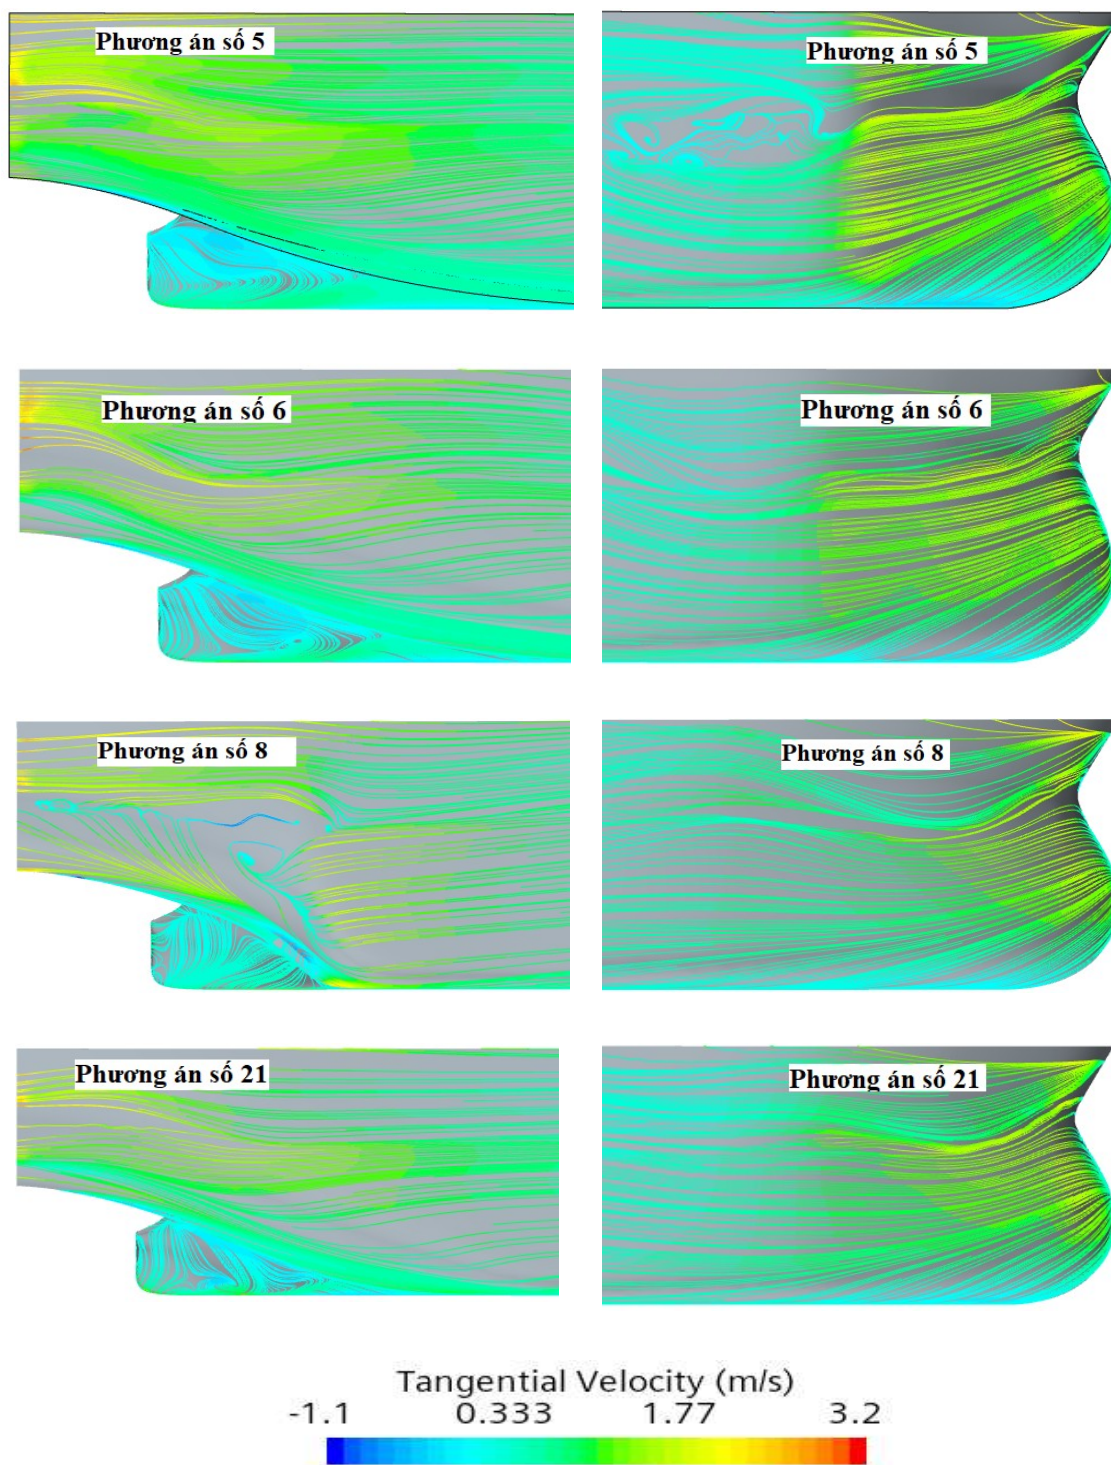 Phương án số 5
Phương án số 5
Phương án số 6
Phương án số 6
Phương án số 8
Phương án số 8
Phương án số 21
Phương án số 21
Tangential Velocity (m/s)
-1.1 0.333 1.77 3.2